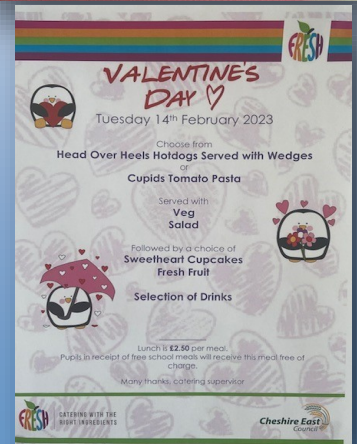 FRESH
VALENTINE'S
DAY
Tuesday 14th February 2023
Choose from
Head Over Heels Hotdogs Served with Wedges
or
Cupids Tomato Pasta
Served with
Veg
Salad
Followed by a choice of
Sweetheart Cupcakes
Fresh Fruit
Selection of Drinks
Lunch is £2.50 per meal.
Pupils in receipt of free school meals will receive this meal free of
charge.
Many thanks, catering supervisor
FRESH
CATERING WITH THE
RIGHT INGREDIENTS
Cheshire East
Council